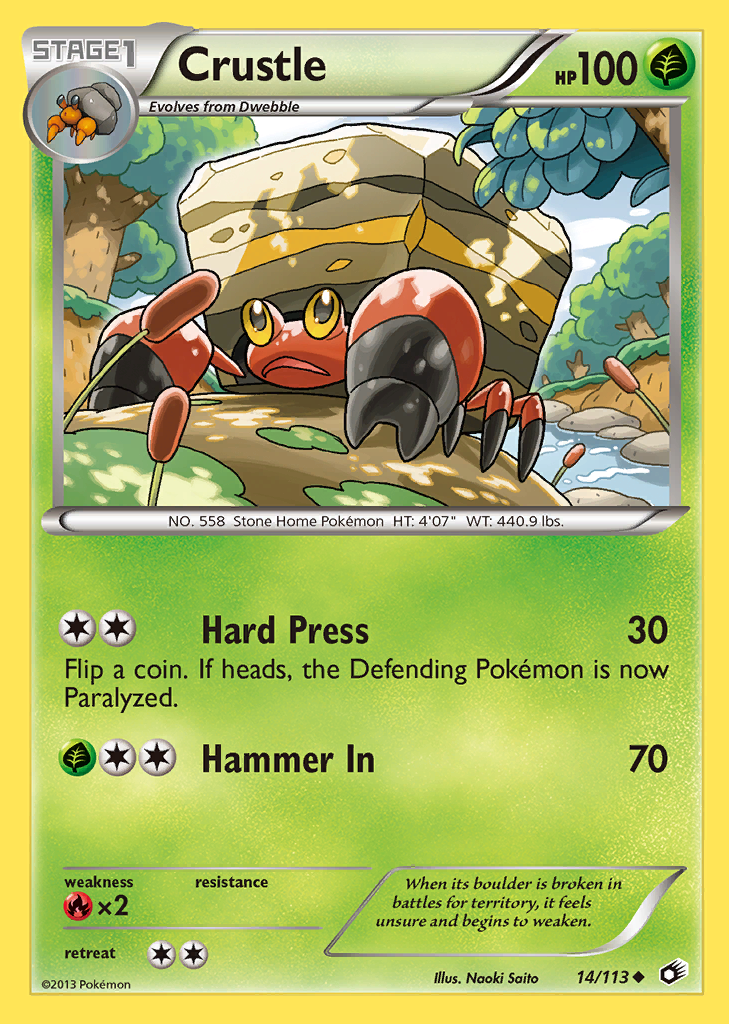 STAGE1
Crustle
HP100
Evolves from Dwebble
NO. 558 Stone Home Pokémon HT: 4'07" WT: 440.9 lbs.
Hard Press 30
Flip a coin. If heads, the Defending Pokémon is now
Paralyzed.
Hammer In 70
weakness resistance
×2
When its boulder is broken in
battles for territory, it feels
unsure and begins to weaken.
retreat
©2013 Pokémon
Illus. Naoki Saito 14/113 ◆